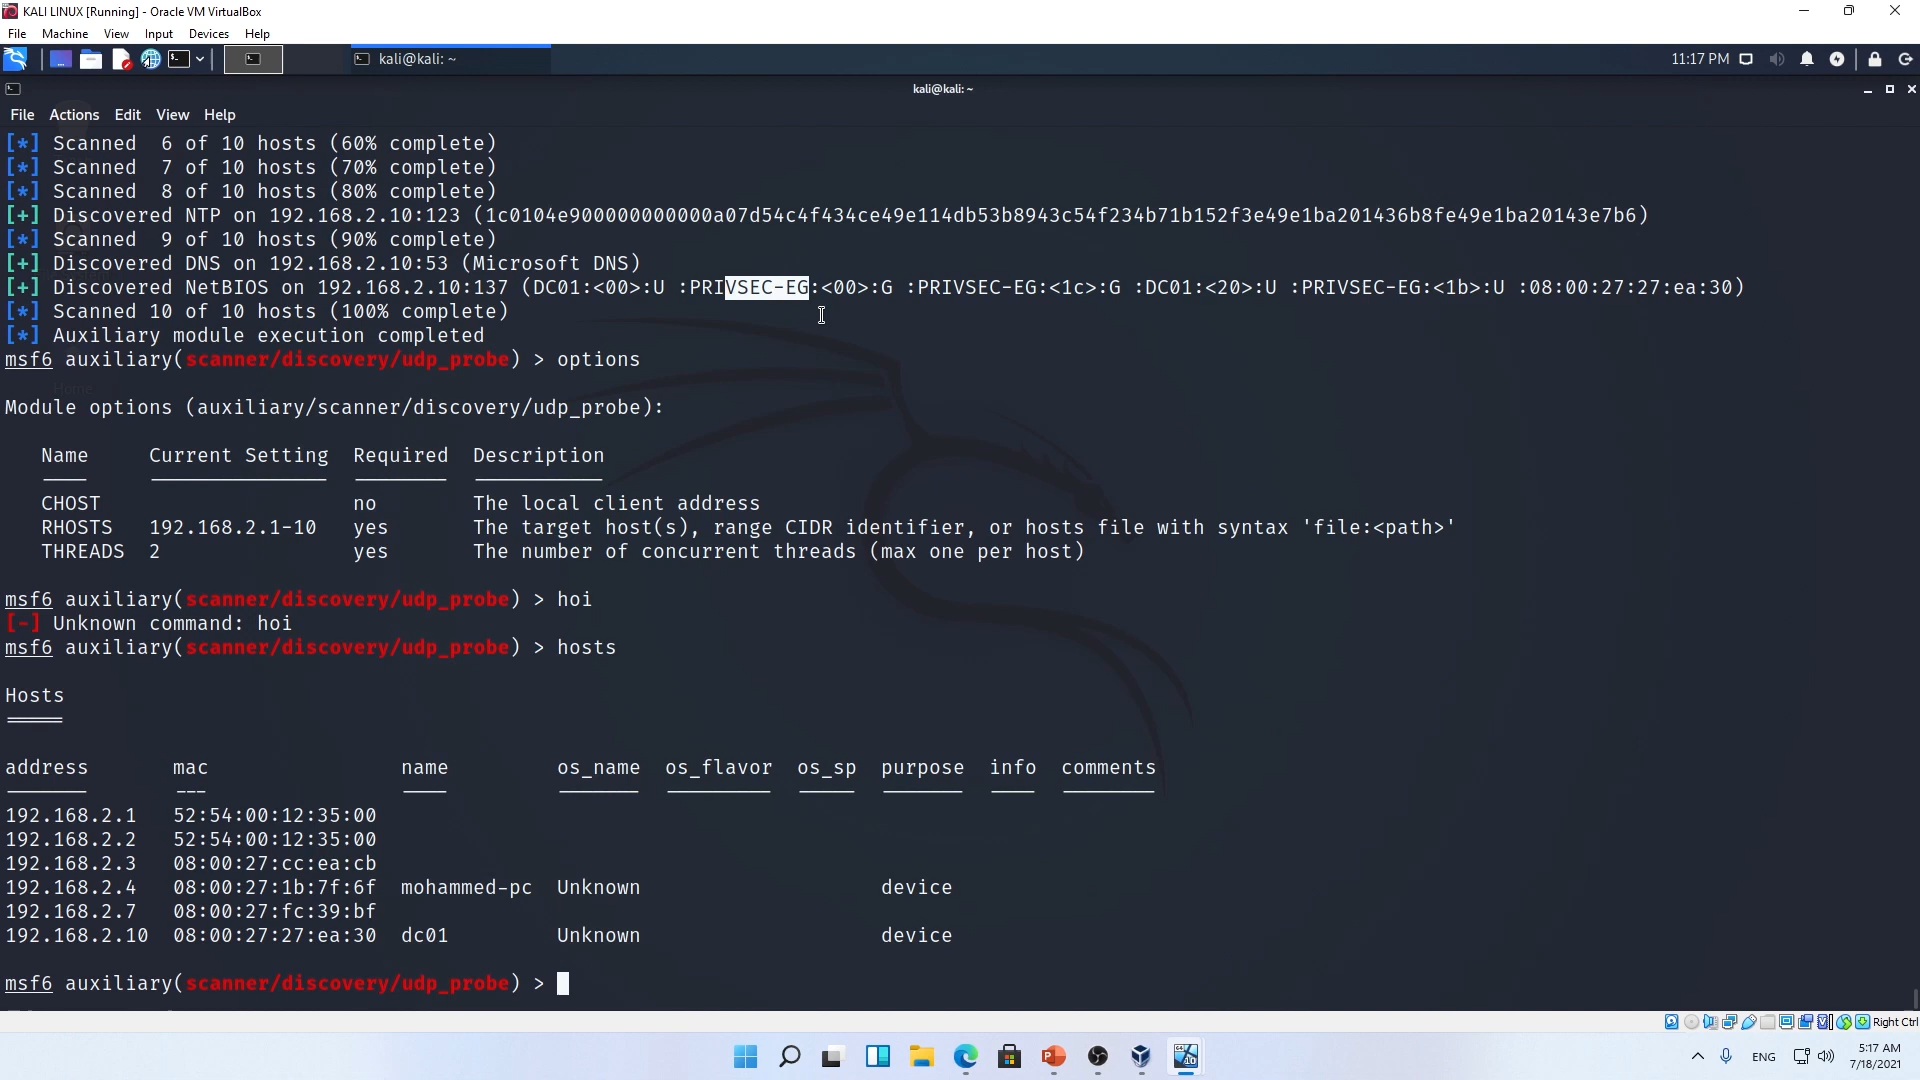 KALI LINUX [Running] - Oracle VM VirtualBox
File Machine View Input Devices Help
kali@kali: ~
11:17 PM
kali@kali: ~
File Actions Edit View Help
[*] Scanned  6 of 10 hosts (60% complete)
[*] Scanned  7 of 10 hosts (70% complete)
[*] Scanned  8 of 10 hosts (80% complete)
[+] Discovered NTP on 192.168.2.10:123 (1c0104e900000000000a07d54c4f434ce49e114db53b8943c54f234b71b152f3e49e1ba201436b8fe49e1ba20143e7b6)
[*] Scanned  9 of 10 hosts (90% complete)
[+] Discovered DNS on 192.168.2.10:53 (Microsoft DNS)
[+] Discovered NetBIOS on 192.168.2.10:137 (DC01:<00>:U :PRIVSEC-EG:<00>:G :PRIVSEC-EG:<1c>:G :DC01:<20>:U :PRIVSEC-EG:<1b>:U :08:00:27:27:ea:30)
[*] Scanned 10 of 10 hosts (100% complete)
[*] Auxiliary module execution completed
msf6 auxiliary(scanner/discovery/udp_probe) > options
Home
Module options (auxiliary/scanner/discovery/udp_probe):
Name     Current Setting  Required  Description
CHOST                     no        The local client address
RHOSTS   192.168.2.1-10   yes       The target host(s), range CIDR identifier, or hosts file with syntax 'file:<path>'
THREADS  2                yes       The number of concurrent threads (max one per host)
msf6 auxiliary(scanner/discovery/udp_probe) > hoi
[-] Unknown command: hoi
msf6 auxiliary(scanner/discovery/udp_probe) > hosts
Hosts
address       mac                name         os_name  os_flavor  os_sp  purpose  info  comments
192.168.2.1   52:54:00:12:35:00
192.168.2.2   52:54:00:12:35:00
192.168.2.3   08:00:27:cc:ea:cb
192.168.2.4   08:00:27:1b:7f:6f  mohammed-pc  Unknown                    device
192.168.2.7   08:00:27:fc:39:bf
192.168.2.10  08:00:27:27:ea:30  dc01         Unknown                    device
msf6 auxiliary(scanner/discovery/udp_probe) >
Right Ctrl
ENG
5:17 AM
7/18/2021